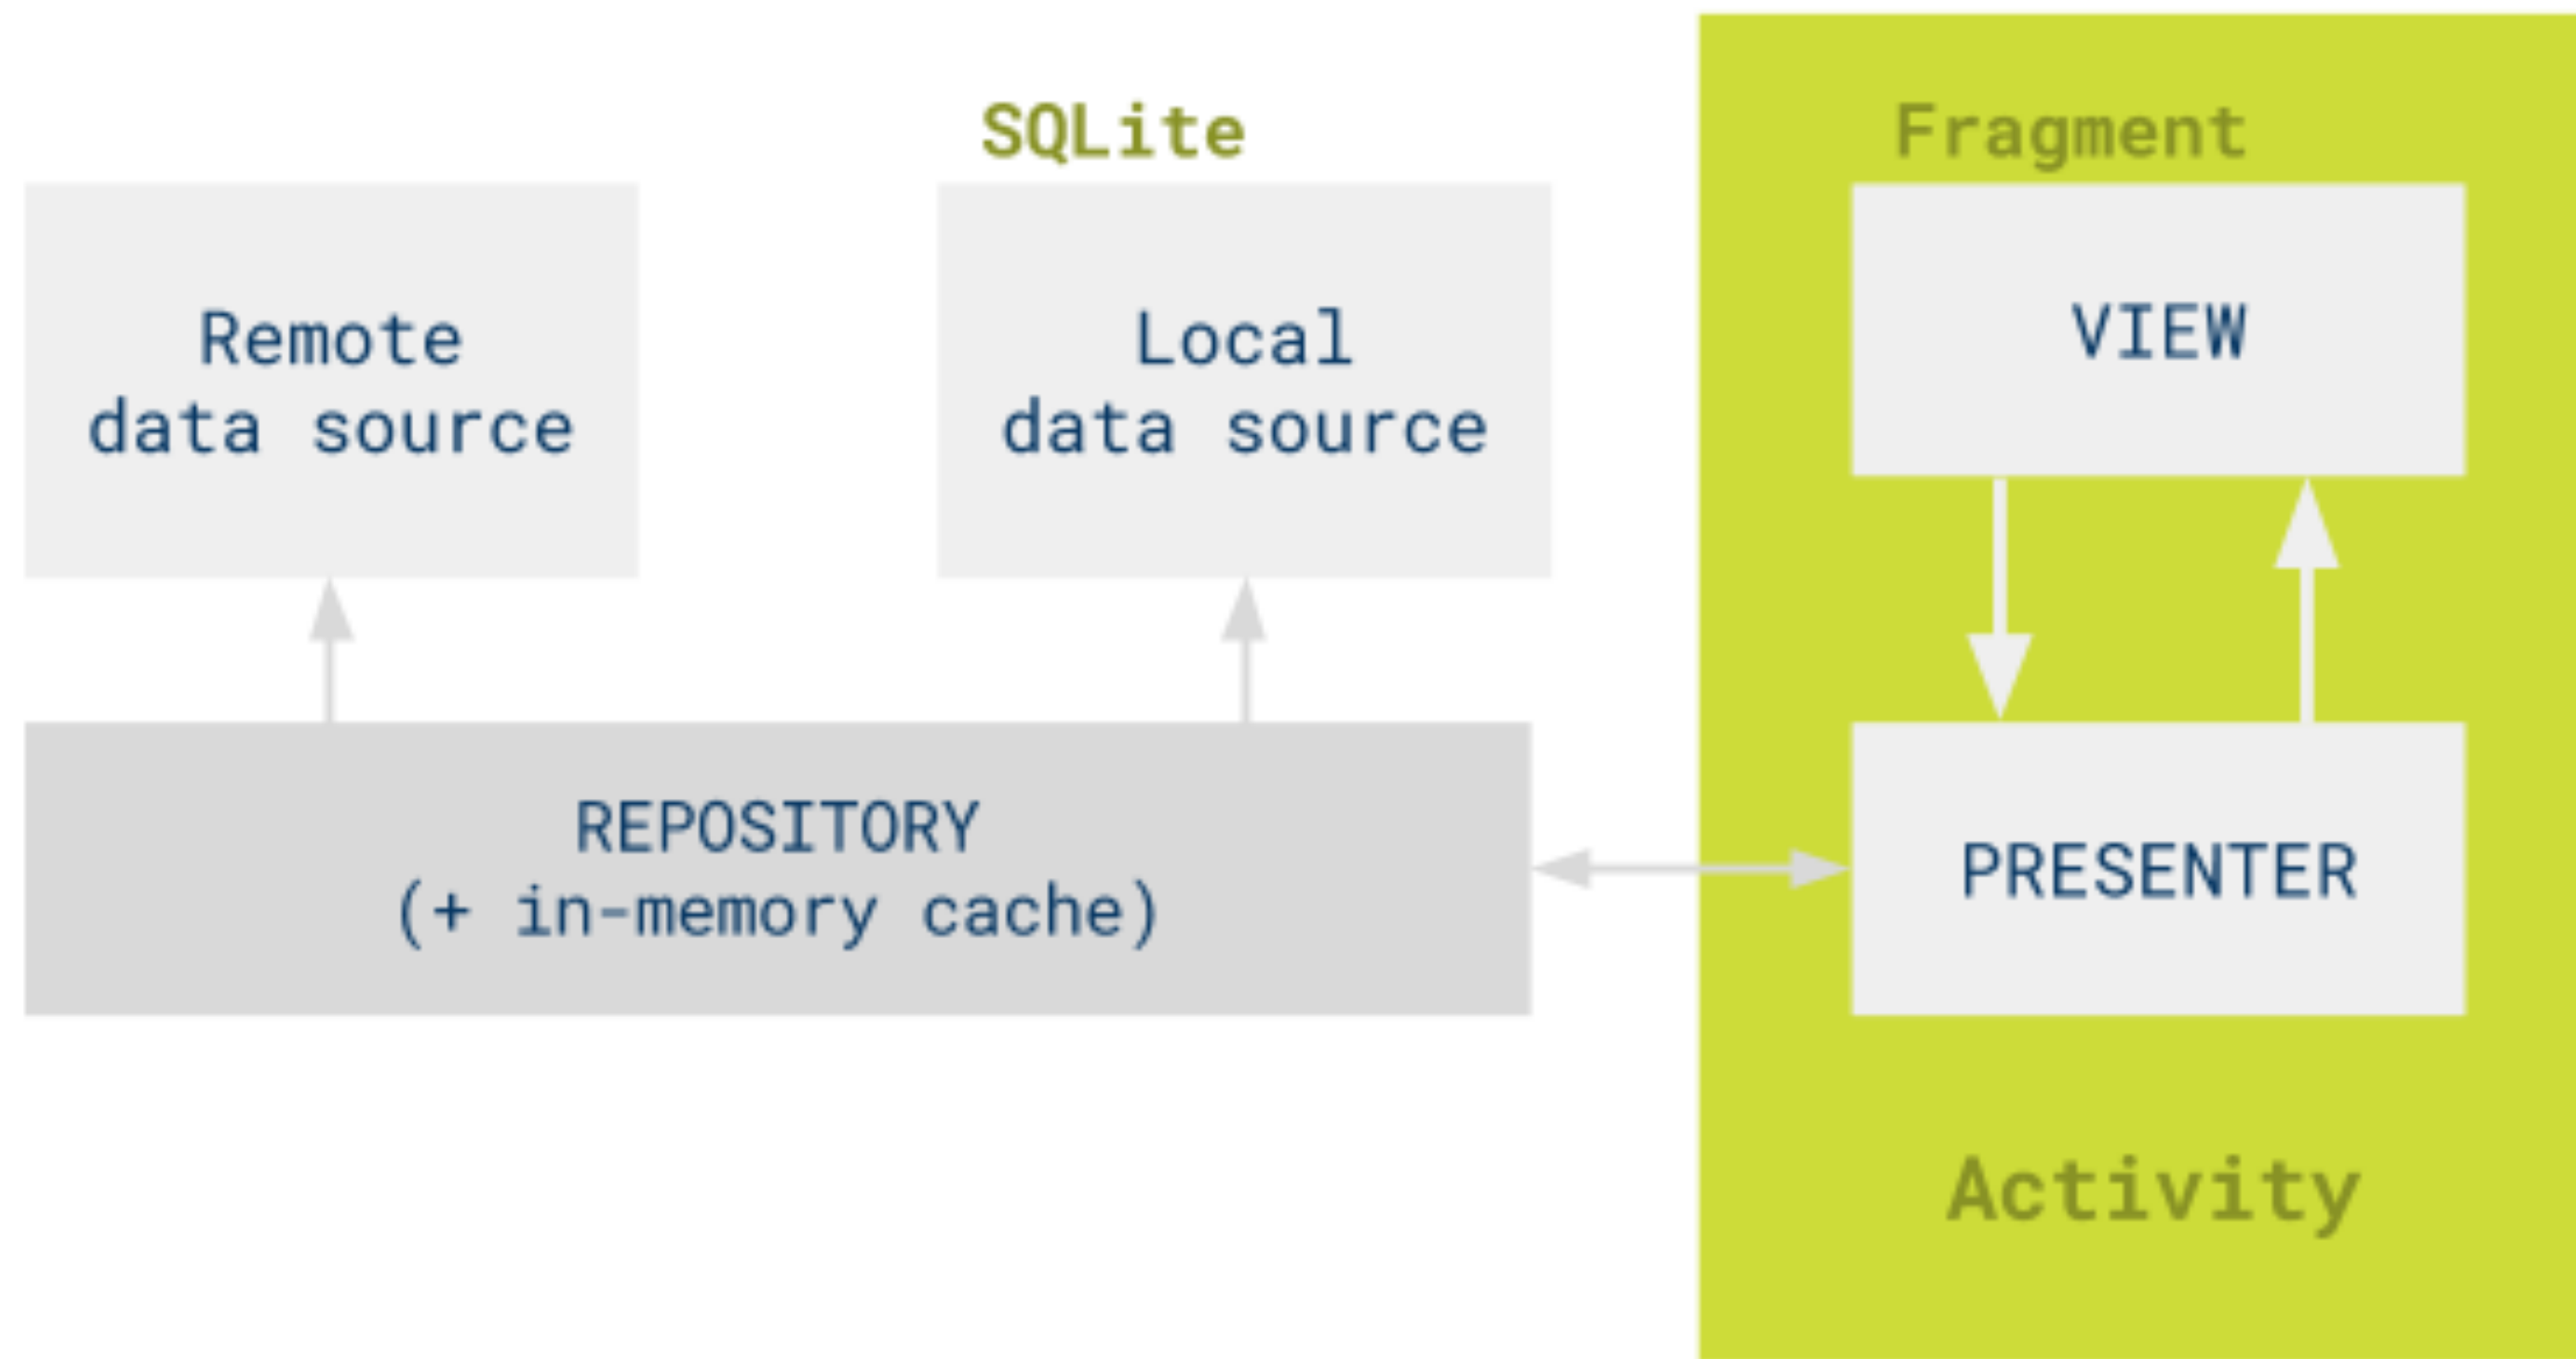 SQLite
Fragment
Remote
data source
Local
data source
VIEW
REPOSITORY
(+ in-memory cache)
PRESENTER
Activity